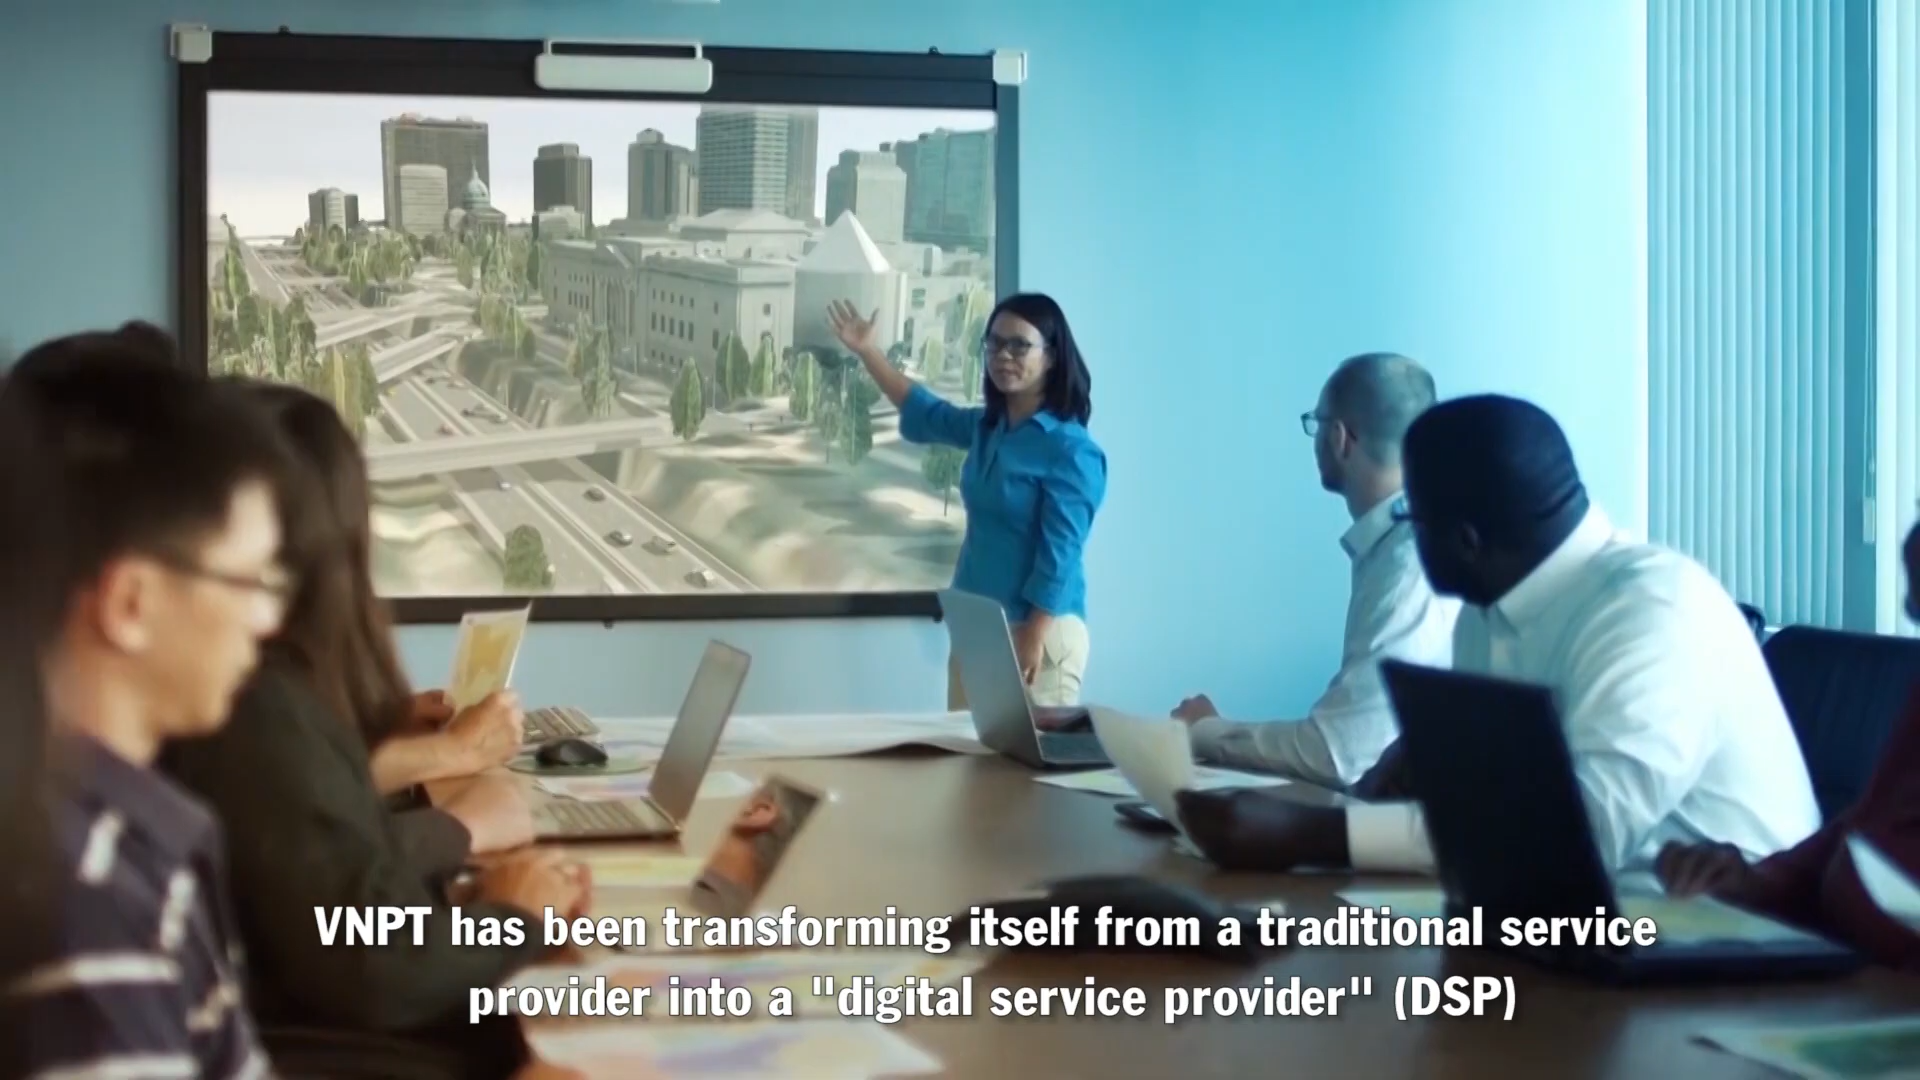 VNPT has been transforming itself from a traditional service
provider into a "digital service provider" (DSP)